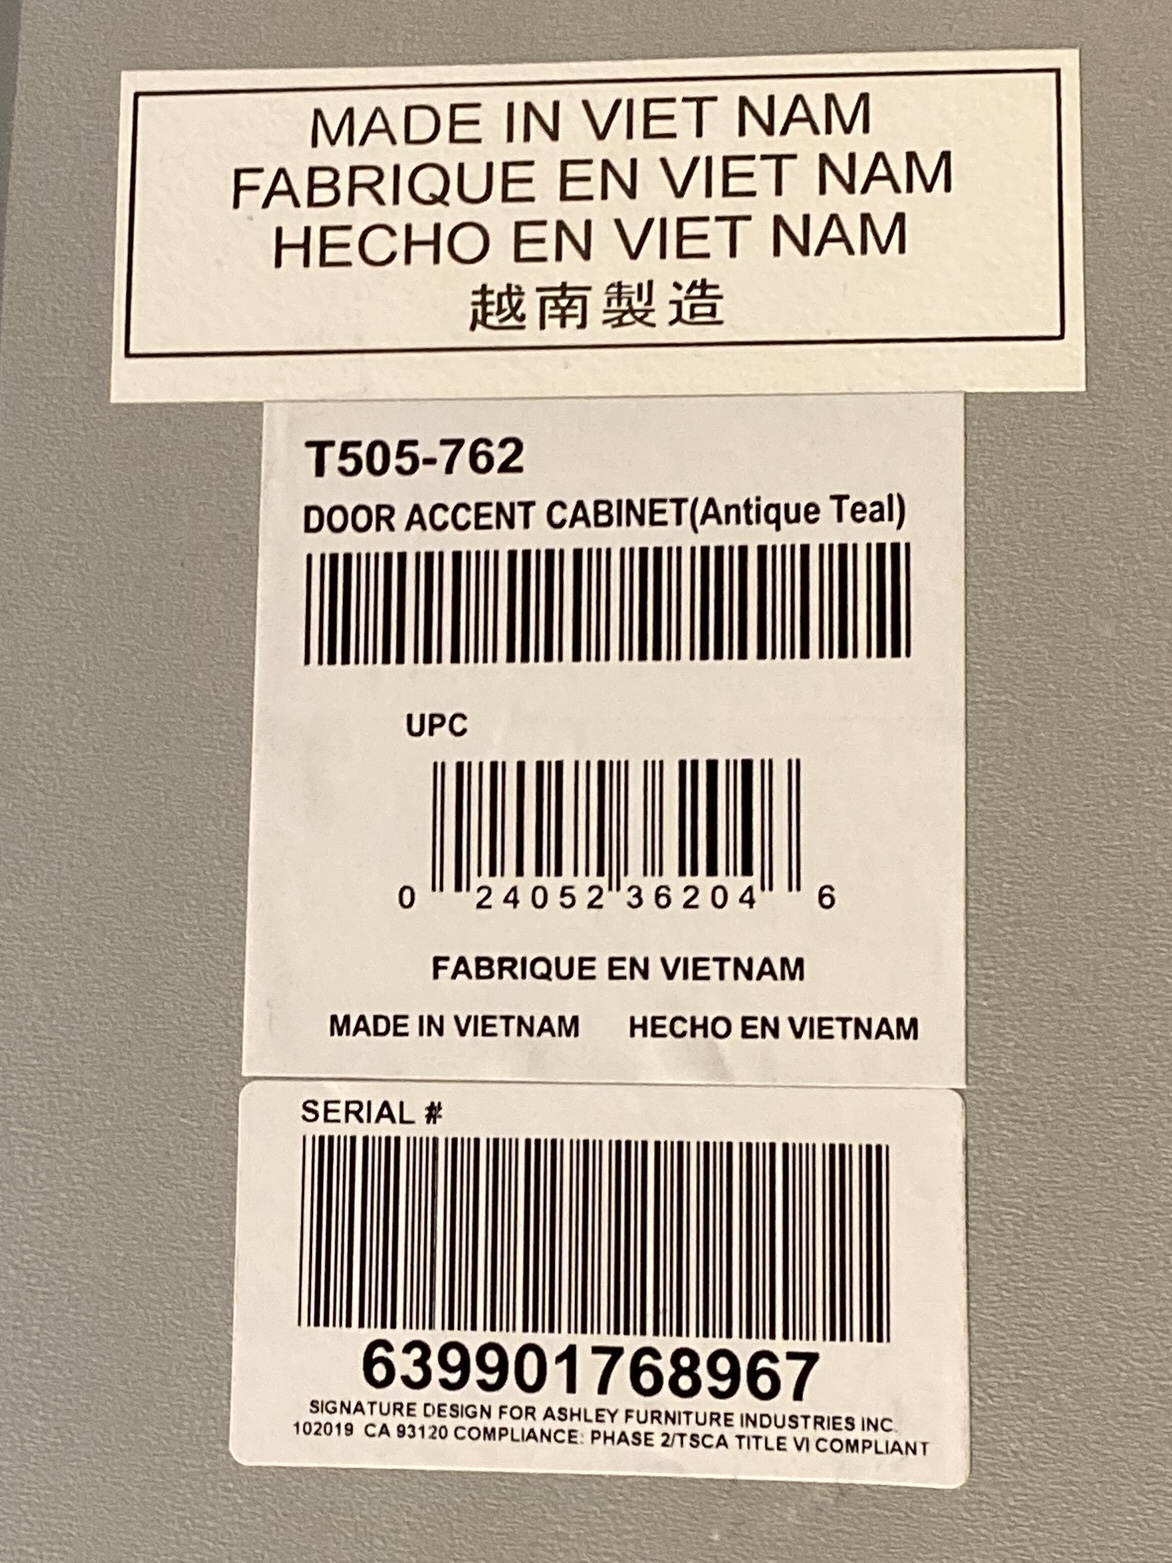 MADE IN VIET NAM
FABRIQUE EN VIET NAM
HECHO EN VIET NAM
越南製造
T505-762
DOOR ACCENT CABINET(Antique Teal)
UPC
0 24052 36204 6
FABRIQUE EN VIETNAM
MADE IN VIETNAM HECHO EN VIETNAM
SERIAL #
639901768967
SIGNATURE DESIGN FOR ASHLEY FURNITURE INDUSTRIES INC.
102019 CA 93120 COMPLIANCE: PHASE 2/TSCA TITLE VI COMPLIANT